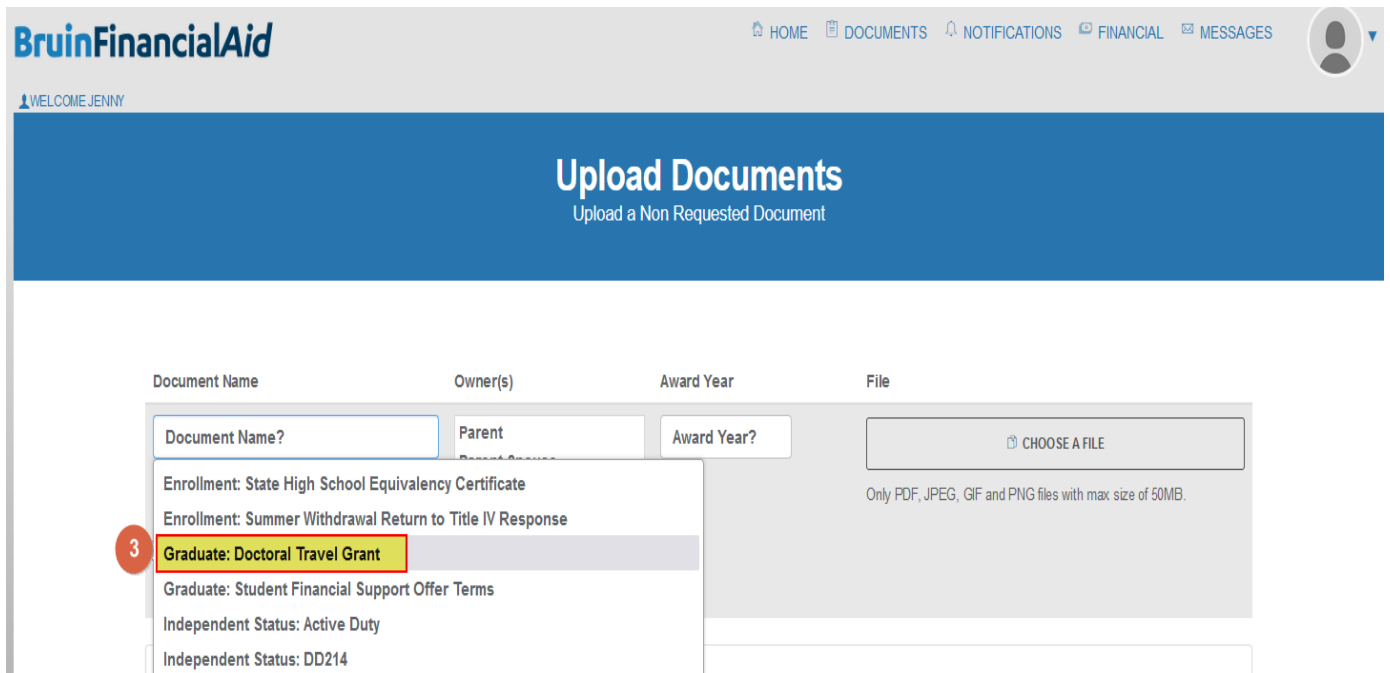 BruinFinancialAid
HOME DOCUMENTS NOTIFICATIONS FINANCIAL MESSAGES
WELCOME JENNY
Upload Documents
Upload a Non Requested Document
Document Name Owner(s) Award Year File
Document Name? Parent Award Year? CHOOSE A FILE
Parent Spouse
Only PDF, JPEG, GIF and PNG files with max size of 50MB.
Enrollment: State High School Equivalency Certificate
Enrollment: Summer Withdrawal Return to Title IV Response
3 Graduate: Doctoral Travel Grant
Graduate: Student Financial Support Offer Terms
Independent Status: Active Duty
Independent Status: DD214